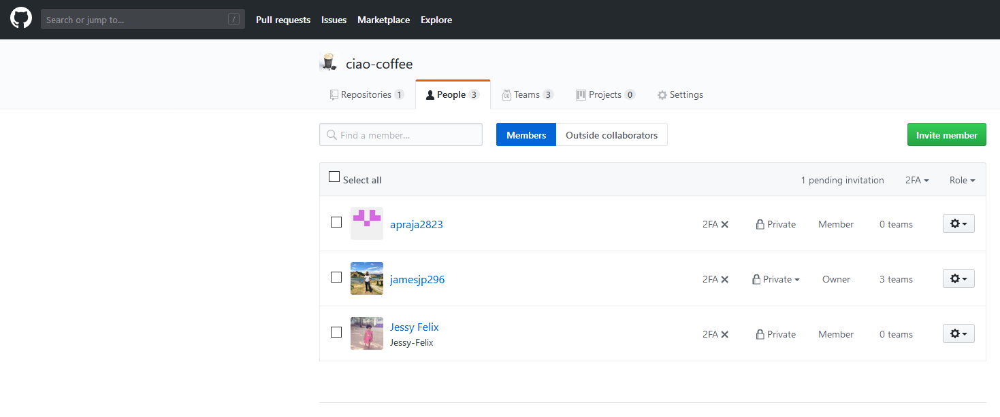 Search or jump to... /
Pull requests Issues Marketplace Explore
ciao-coffee
Repositories 1 People 3 Teams 3 Projects 0 Settings
Find a member... Members Outside collaborators Invite member
Select all 1 pending invitation 2FA Role
apraja2823 2FA Private Member 0 teams
jamesjp296 2FA Private Owner 3 teams
Jessy Felix
Jessy-Felix 2FA Private Member 0 teams